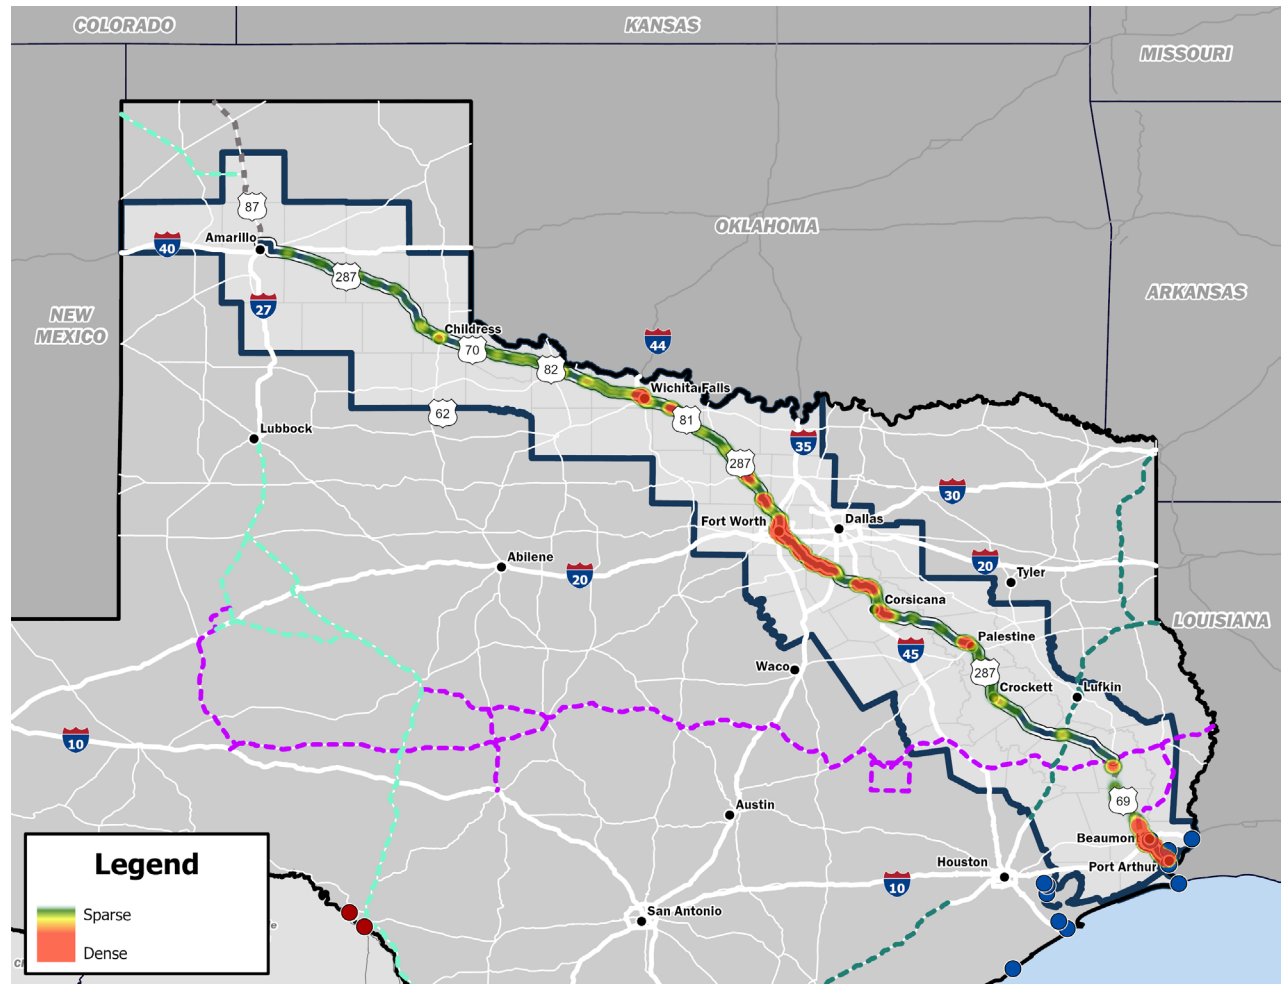 COLORADO
KANSAS
MISSOURI
87
OKLAHOMA
Amarillo
40
287
ARKANSAS
27
NEW
MEXICO
Childress
44
70
82
Wichita Falls
62
81
Lubbock
35
287
30
Fort Worth
Dallas
Abilene
20
20
Tyler
Corsicana
LOUISIANA
Palestine
45
Waco
287
Crockett
Lufkin
10
69
Austin
Beaumon
Houston
Port Arthur
10
San Antonio
Legend
Sparse
Dense